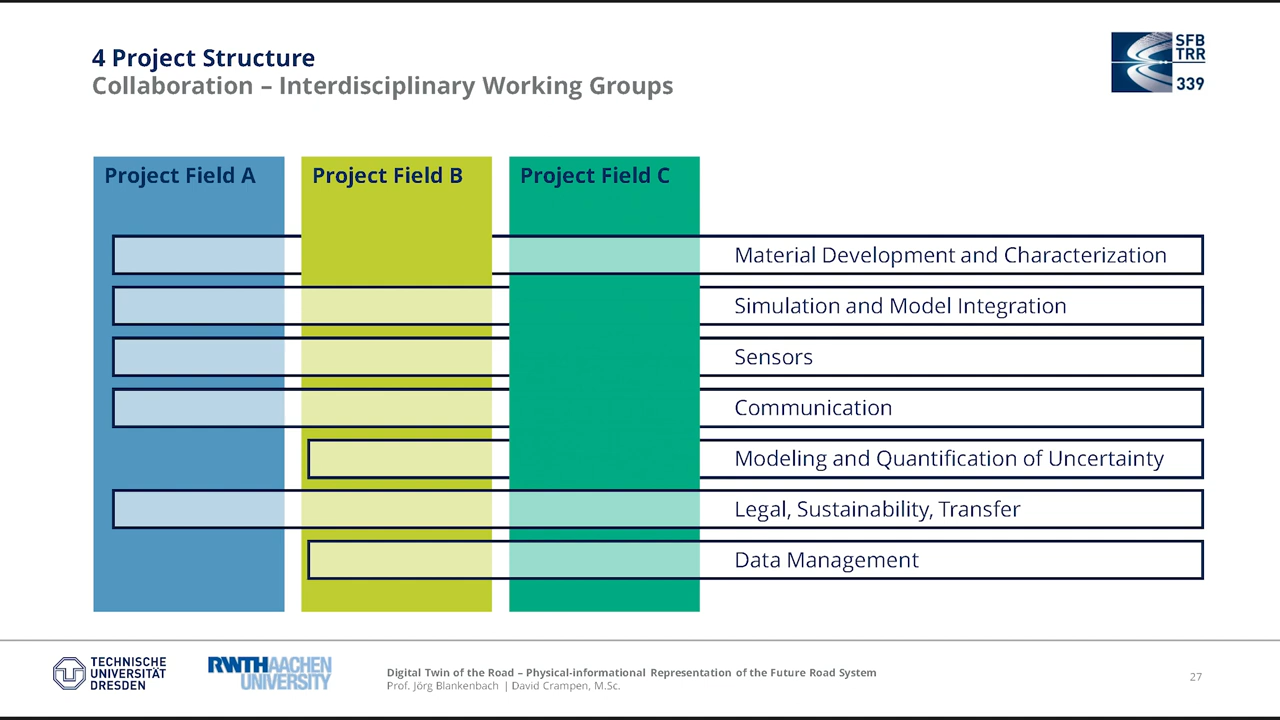 4 Project Structure
Collaboration – Interdisciplinary Working Groups
SFB
TRR
339
Project Field A
Project Field B
Project Field C
Material Development and Characterization
Simulation and Model Integration
Sensors
Communication
Modeling and Quantification of Uncertainty
Legal, Sustainability, Transfer
Data Management
TECHNISCHE
UNIVERSITÄT
DRESDEN
RWTHAACHEN
UNIVERSITY
Digital Twin of the Road – Physical-informational Representation of the Future Road System
Prof. Jörg Blankenbach | David Crampen, M.Sc.
27